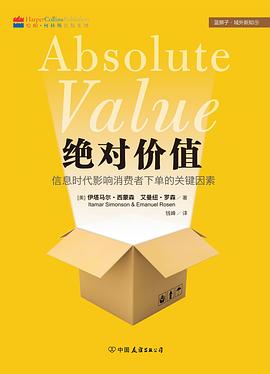 HarperCollins Publishers
哈珀·柯林斯出版集团
蓝狮子·域外新知⑮
Absolute
Value
绝对价值
信息时代影响消费者下单的关键因素
[美] 伊塔马尔·西蒙森 艾曼纽·罗森／著
Itamar Simonson & Emanuel Rosen
钱峰／译
中国友谊出版公司